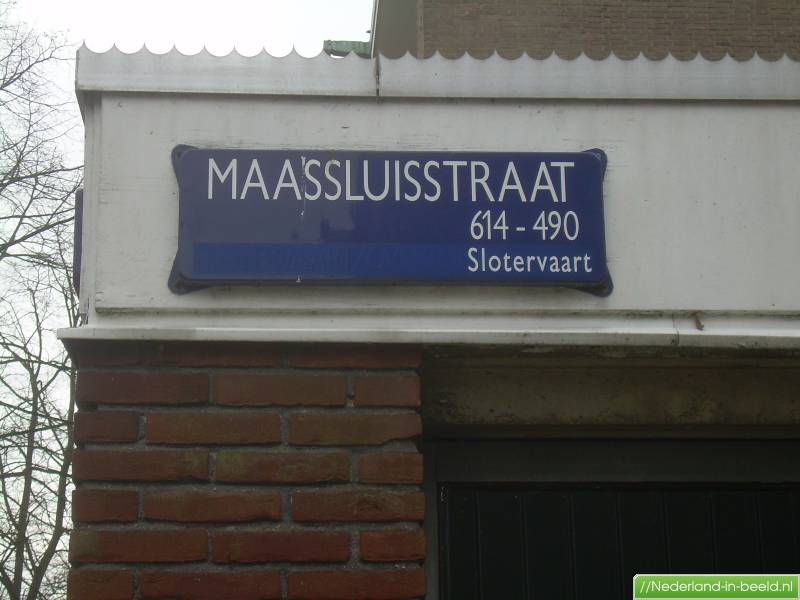 MAASSLUISSTRAAT
614 - 490
Slotervaart
//Nederland-in-beeld.nl